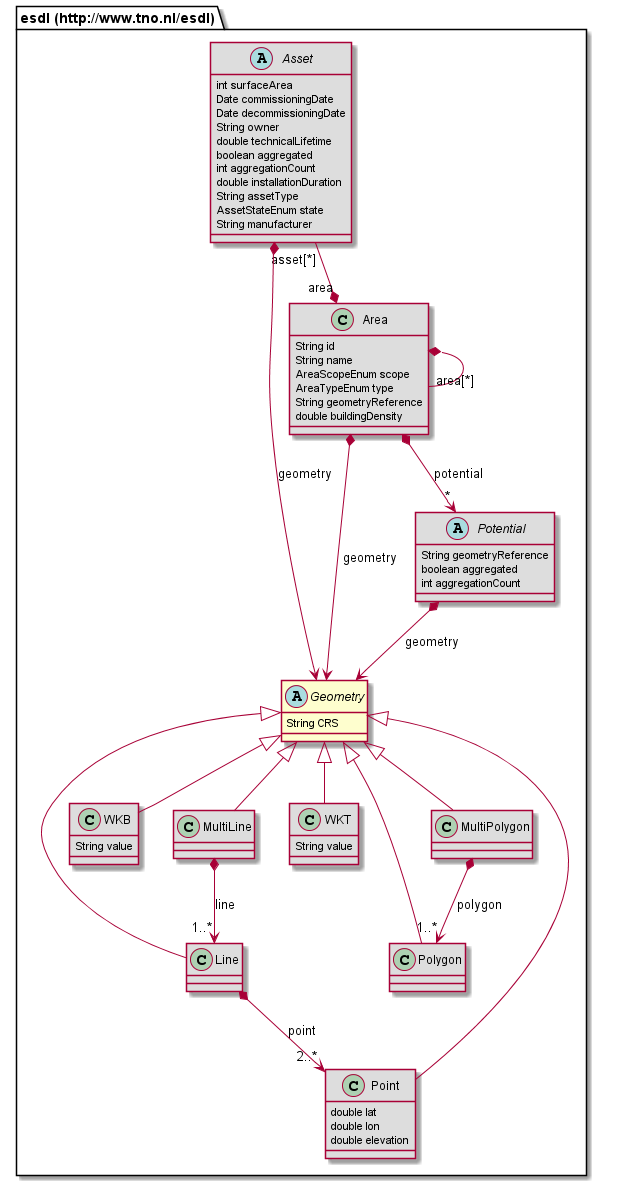 esdl (http://www.tno.nl/esdl)
A Asset
int surfaceArea
Date commissioningDate
Date decommissioningDate
String owner
double technicalLifetime
boolean aggregated
int aggregationCount
double installationDuration
String assetType
AssetStateEnum state
String manufacturer
asset[*]
area
C Area
String id
String name
AreaScopeEnum scope
AreaTypeEnum type
String geometryReference
double buildingDensity
area[*]
geometry
potential
*
geometry
A Potential
String geometryReference
boolean aggregated
int aggregationCount
geometry
A Geometry
String CRS
C WKB
String value
C MultiLine
C WKT
String value
C MultiPolygon
line
1..*
polygon
1..*
C Line
C Polygon
point
2..*
C Point
double lat
double lon
double elevation